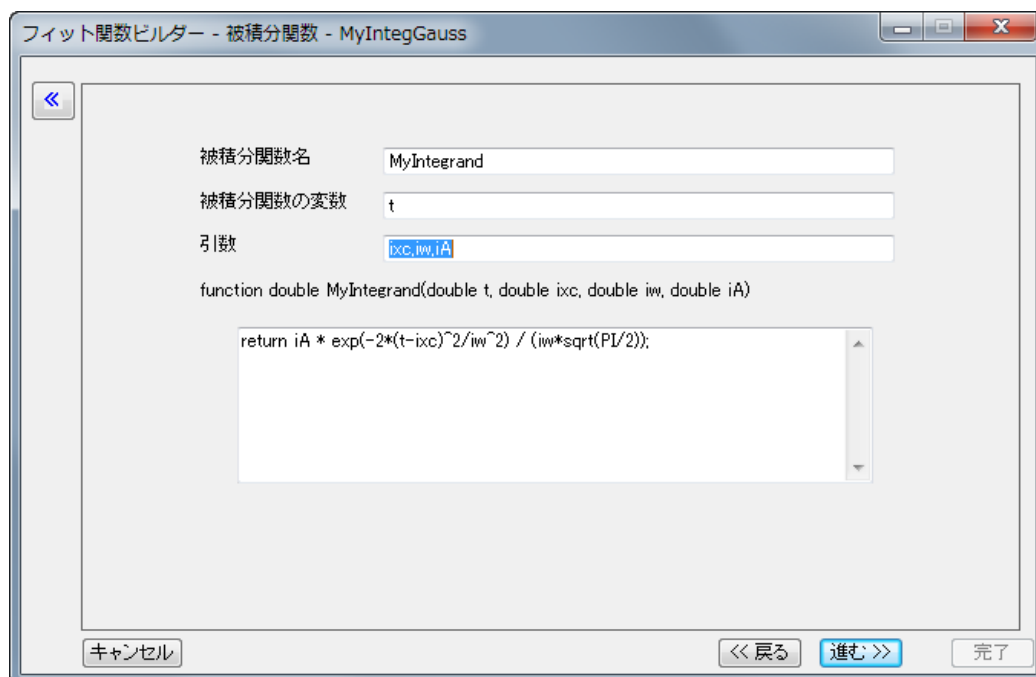 フィット関数ビルダー - 被積分関数 - MyIntegGauss
被積分関数名 MyIntegrand
被積分関数の変数 t
引数 ixc,iw,iA
function double MyIntegrand(double t, double ixc, double iw, double iA)
return iA * exp(-2*(t-ixc)^2/iw^2) / (iw*sqrt(PI/2));
キャンセル << 戻る 進む >> 完了